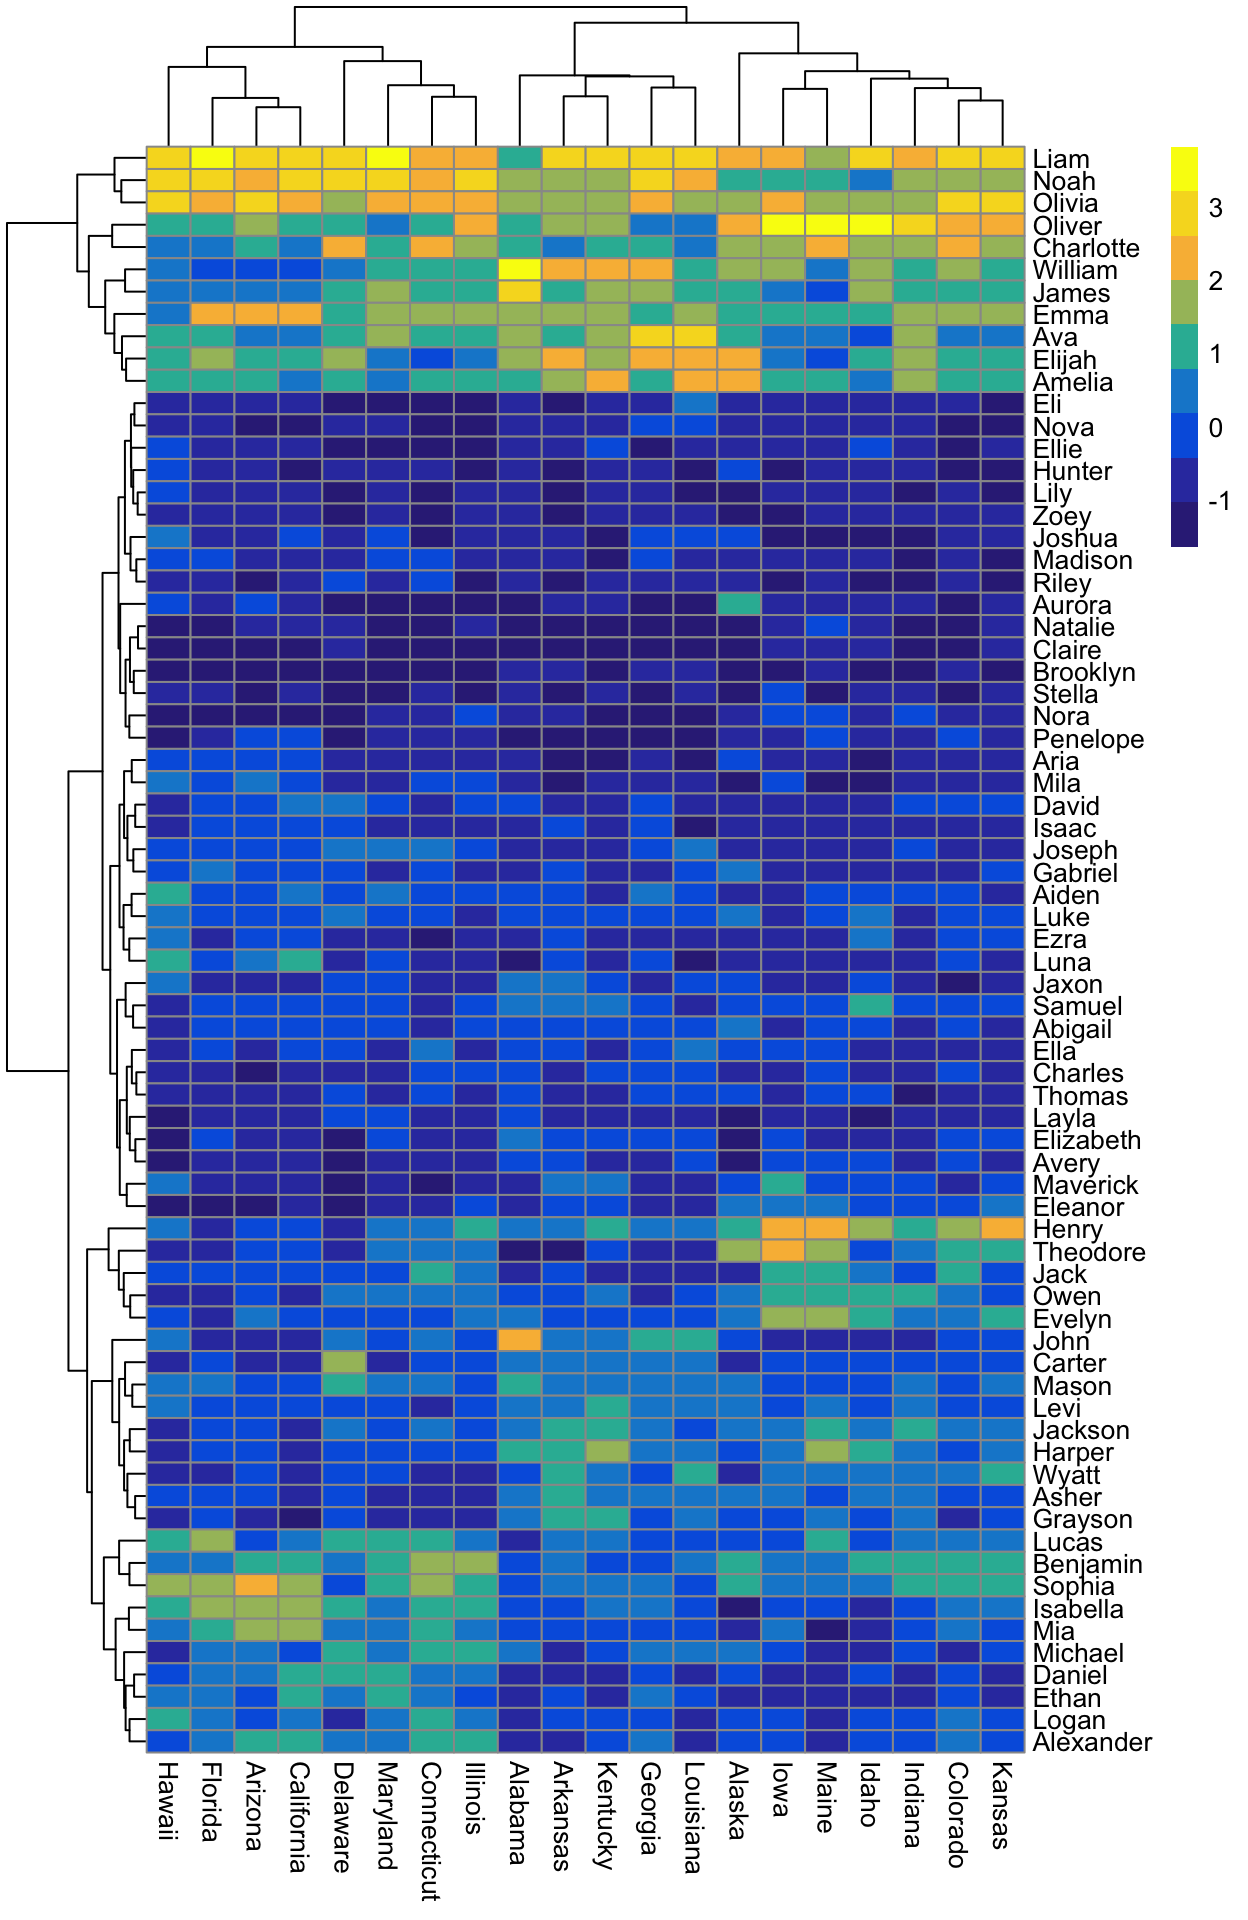 Liam
Noah
Olivia
Oliver
Charlotte
William
James
Emma
Ava
Elijah
Amelia
Eli
Nova
Ellie
Hunter
Lily
Zoey
Joshua
Madison
Riley
Aurora
Natalie
Claire
Brooklyn
Stella
Nora
Penelope
Aria
Mila
David
Isaac
Joseph
Gabriel
Aiden
Luke
Ezra
Luna
Jaxon
Samuel
Abigail
Ella
Charles
Thomas
Layla
Elizabeth
Avery
Maverick
Eleanor
Henry
Theodore
Jack
Owen
Evelyn
John
Carter
Mason
Levi
Jackson
Harper
Wyatt
Asher
Grayson
Lucas
Benjamin
Sophia
Isabella
Mia
Michael
Daniel
Ethan
Logan
Alexander
3
2
1
0
-1
Hawaii
Florida
Arizona
California
Delaware
Maryland
Connecticut
Illinois
Alabama
Arkansas
Kentucky
Georgia
Louisiana
Alaska
Iowa
Maine
Idaho
Indiana
Colorado
Kansas